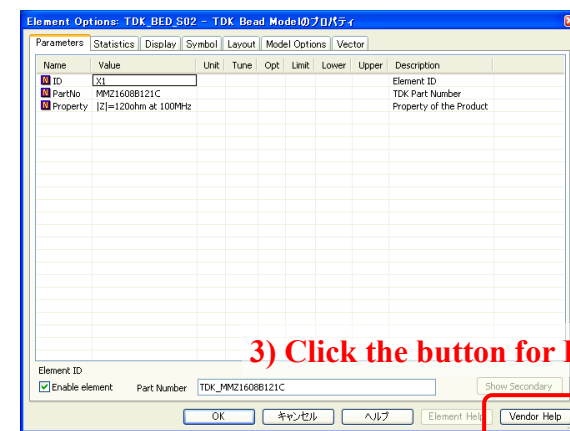 Element Options: TDK_BED_S02 - TDK Bead Modelのプロパティ
Parameters Statistics Display Symbol Layout Model Options Vector
Name Value Unit Tune Opt Limit Lower Upper Description
ID X1 Element ID
PartNo MMZ1608B121C TDK Part Number
Property |Z|=120ohm at 100MHz Property of the Product
3) Click the button for
Element ID
Enable element Part Number TDK_MMZ1608B121C Show Secondary
OK キャンセル ヘルプ Element Help Vendor Help